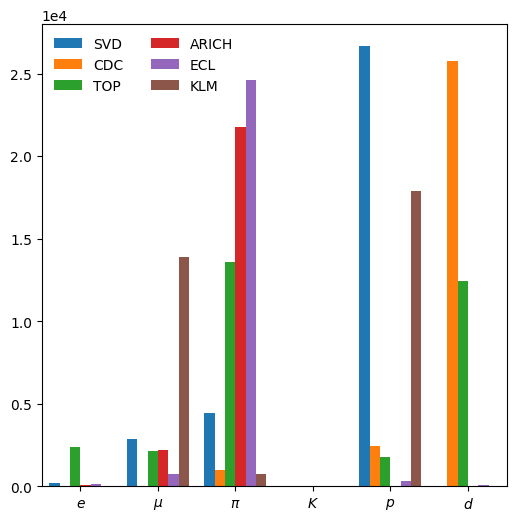 1e4
SVD ARICH
CDC ECL
TOP KLM
2.5
2.0
1.5
1.0
0.5
0.0
e μ π K p d